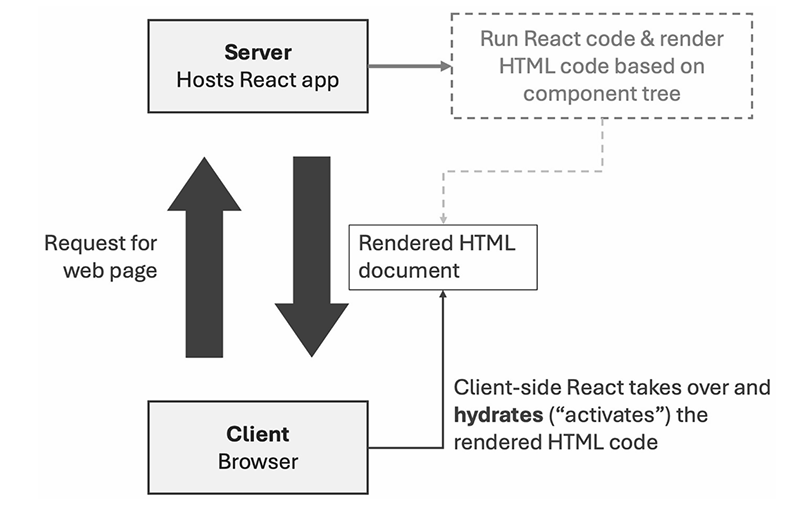 Server
Hosts React app
Run React code & render
HTML code based on
component tree
Request for
web page
Rendered HTML
document
Client-side React takes over and
hydrates (“activates”) the
rendered HTML code
Client
Browser